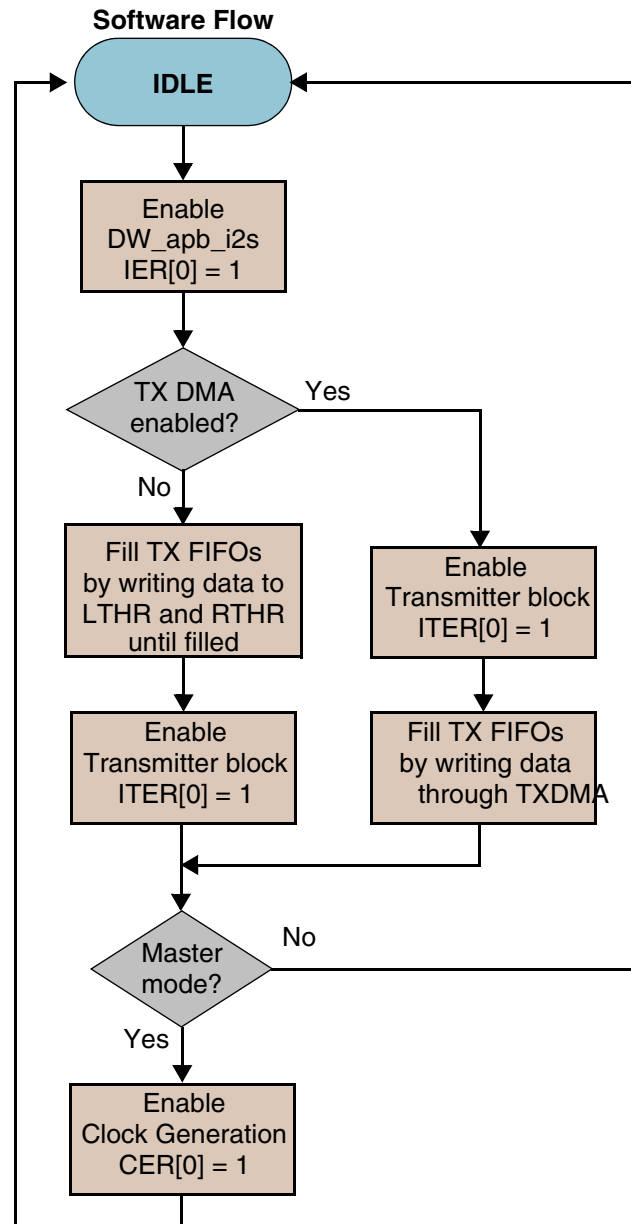 Software Flow
IDLE
Enable
DW_apb_i2s
IER[0] = 1
TX DMA
enabled?
Yes
No
Fill TX FIFOs
by writing data to
LTHR and RTHR
until filled
Enable
Transmitter block
ITER[0] = 1
Enable
Transmitter block
ITER[0] = 1
Fill TX FIFOs
by writing data
through TXDMA
Master
mode?
No
Yes
Enable
Clock Generation
CER[0] = 1